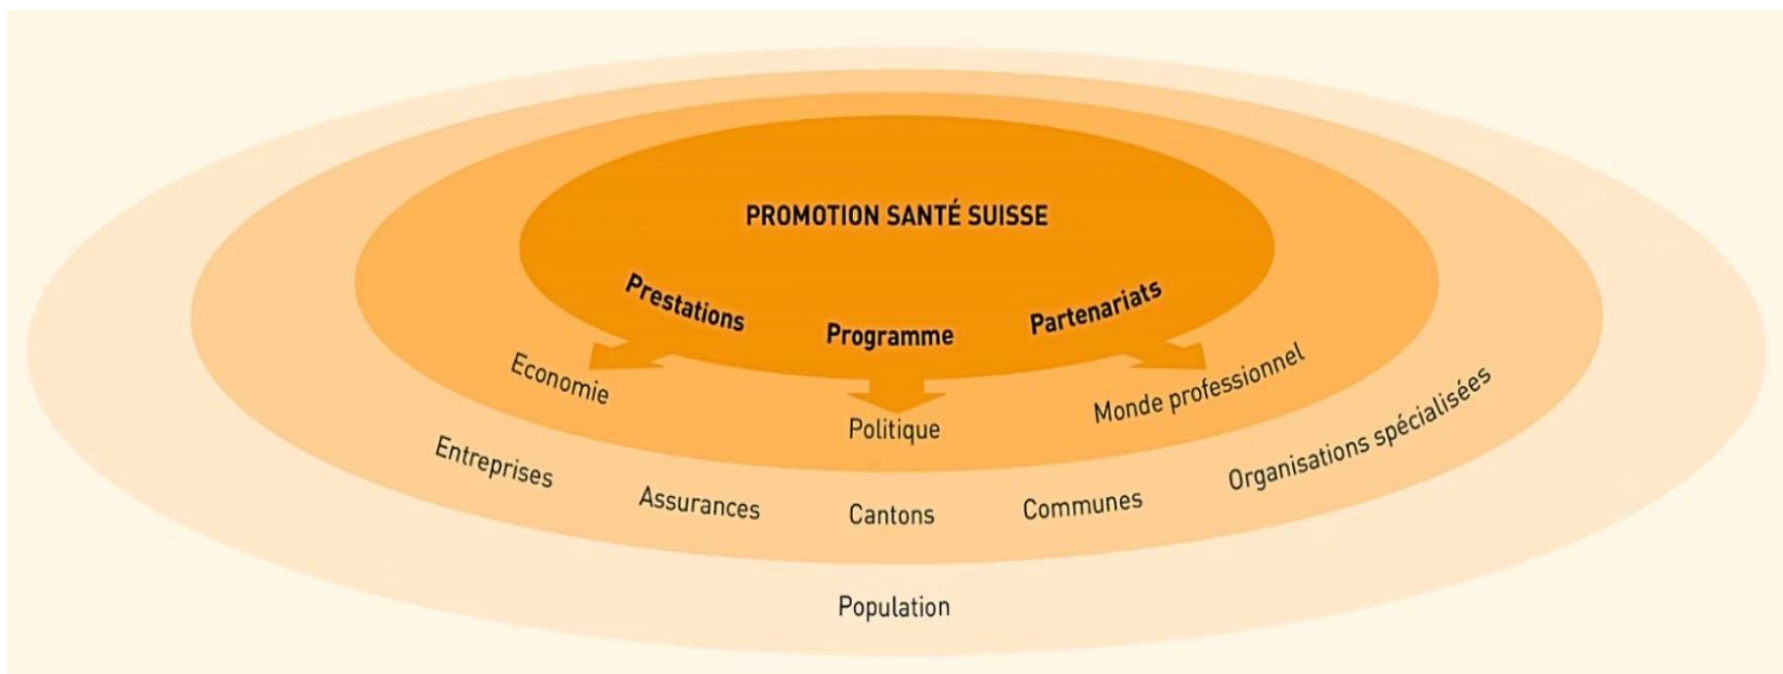 PROMOTION SANTÉ SUISSE
Prestations
Programme
Partenariats
Economie
Politique
Monde professionnel
Entreprises
Assurances
Cantons
Communes
Organisations spécialisées
Population